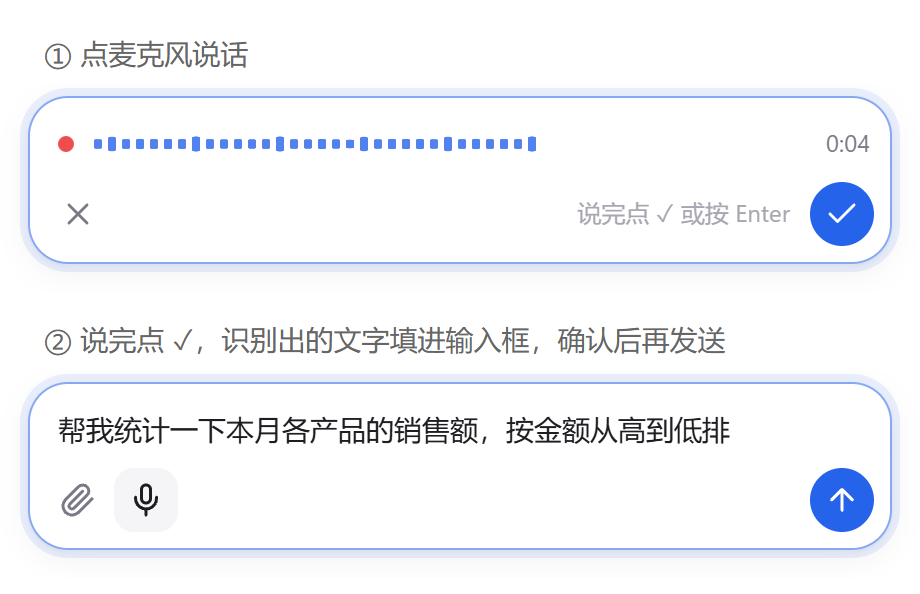 ① 点麦克风说话
0:04
说完点 ✓ 或按 Enter
② 说完点 ✓，识别出的文字填进输入框，确认后再发送
帮我统计一下本月各产品的销售额，按金额从高到低排